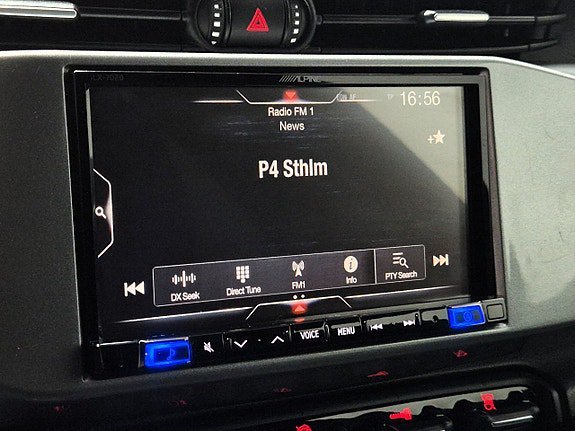 ALPINE
TP 16:56
Radio FM 1
News
P4 Sthlm
DX Seek Direct Tune FM1 Info PTY Search
VOICE MENU